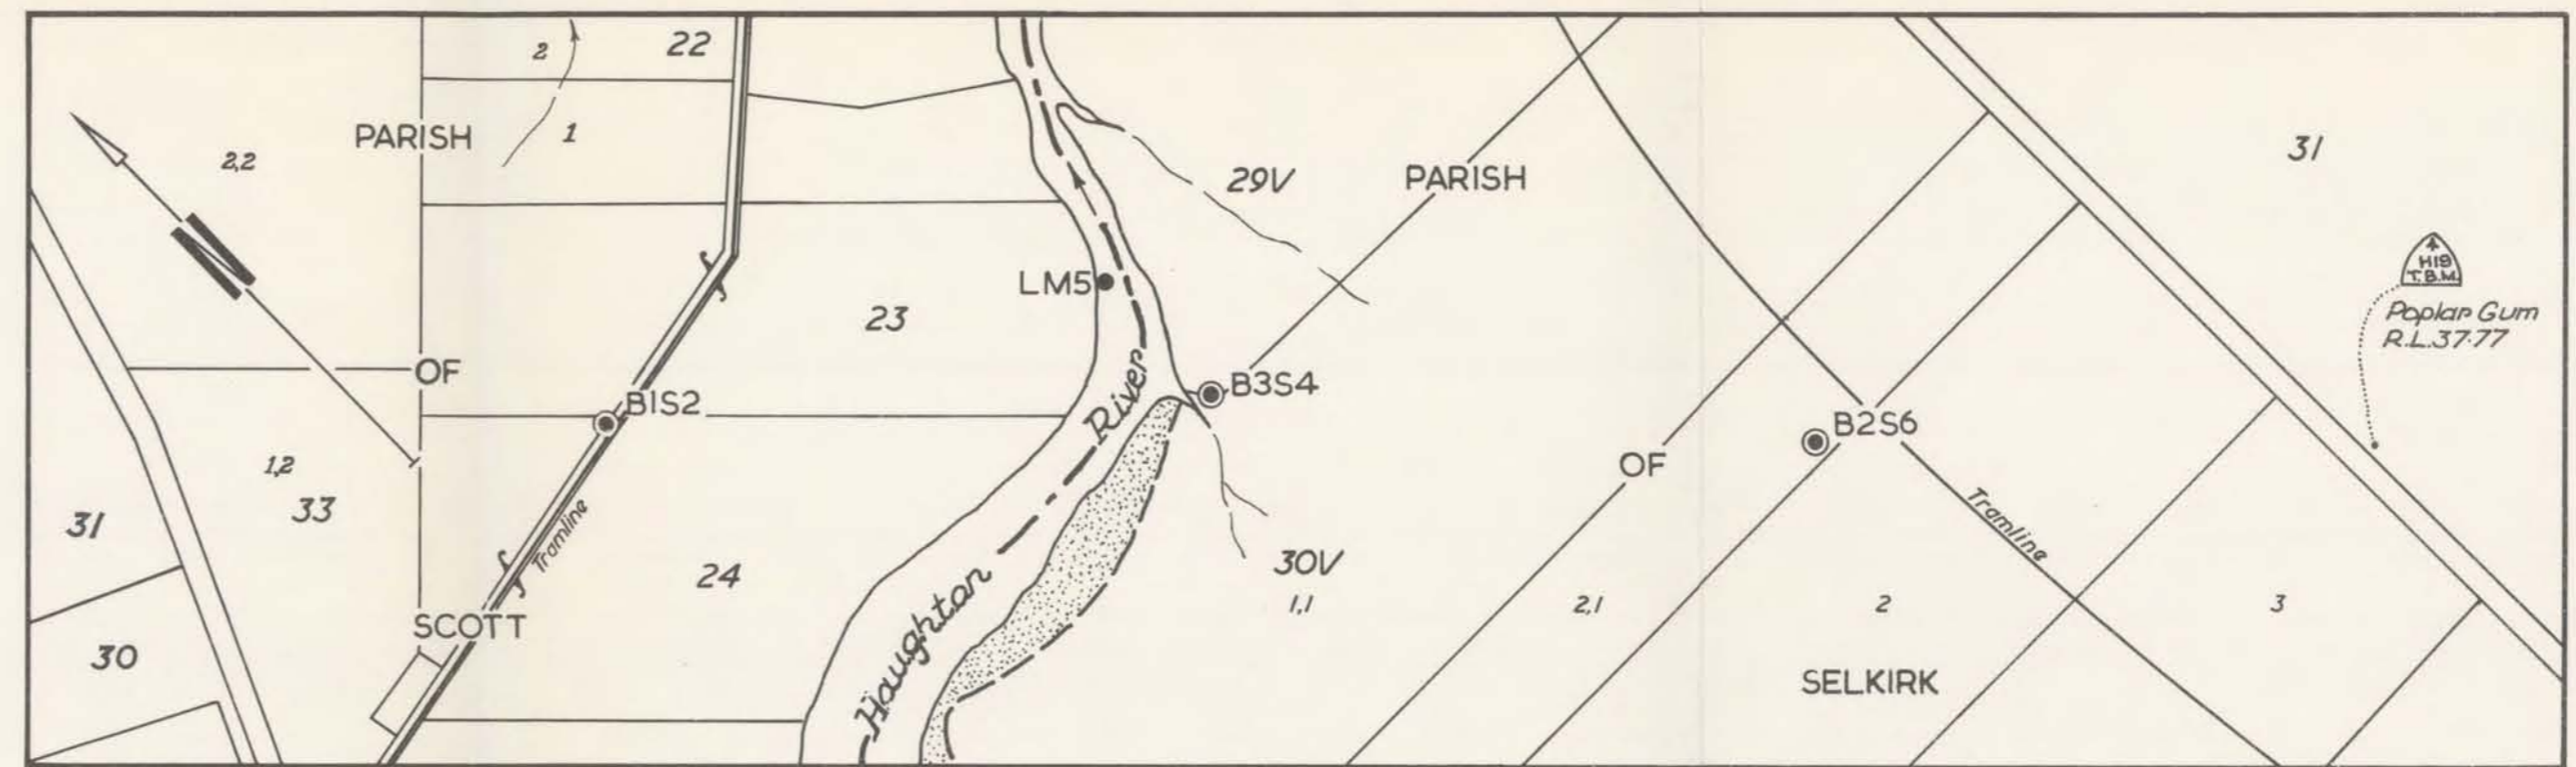 2
22
PARISH
1
2,2
29V
PARISH
31
H19
T.B.M.
Poplar Gum
R.L.37·77
LM5
23
OF
B1S2
B3S4
B2S6
River
OF
1,2
33
31
Tramline
Tramline
24
30V
1,1
2,1
2
3
SCOTT
30
Haughton
SELKIRK